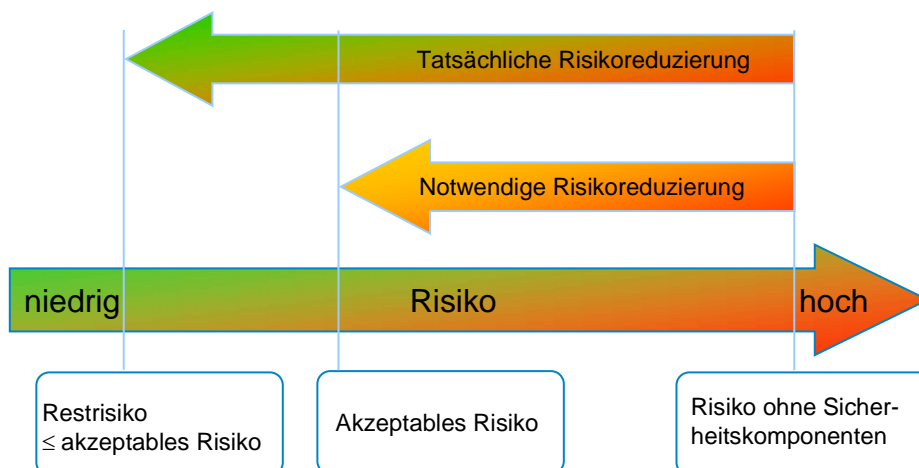 Tatsächliche Risikoreduzierung
Notwendige Risikoreduzierung
niedrig Risiko hoch
Restrisiko
≤ akzeptables Risiko
Akzeptables Risiko
Risiko ohne Sicher-
heitskomponenten